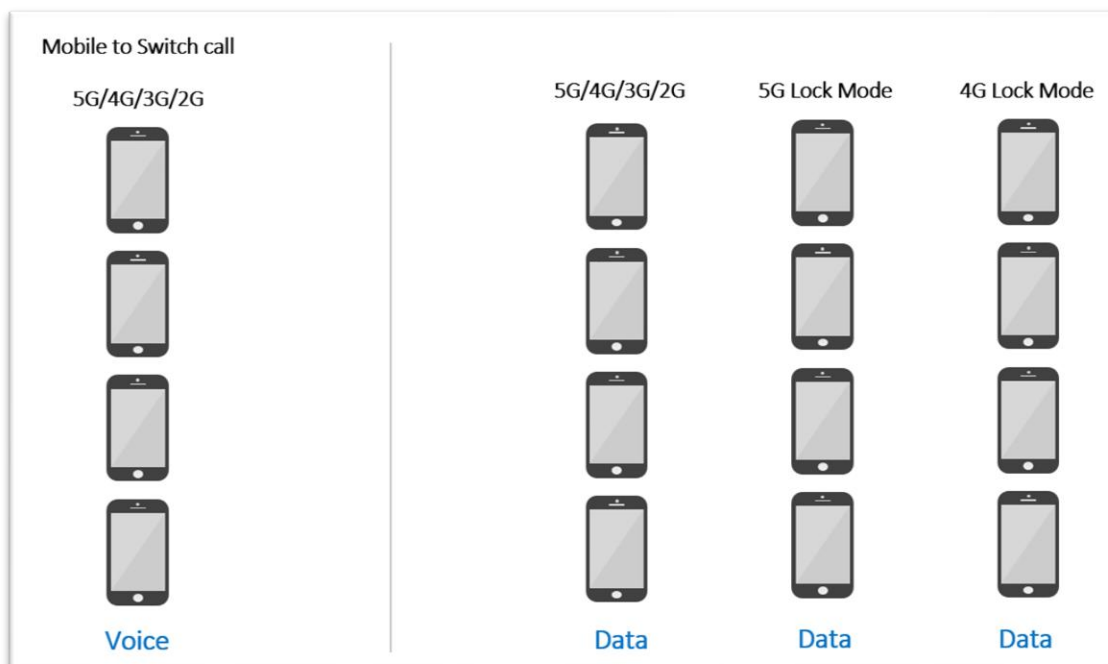 Mobile to Switch call
5G/4G/3G/2G
Voice
5G/4G/3G/2G
5G Lock Mode
4G Lock Mode
Data
Data
Data